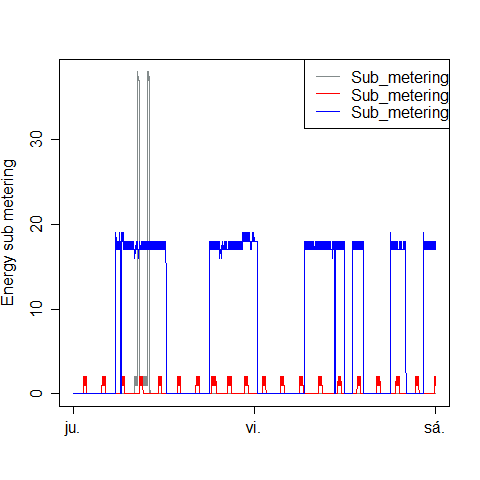 Sub_metering
Sub_metering
Sub_metering
Energy sub metering
30
20
10
0
ju.
vi.
sá.